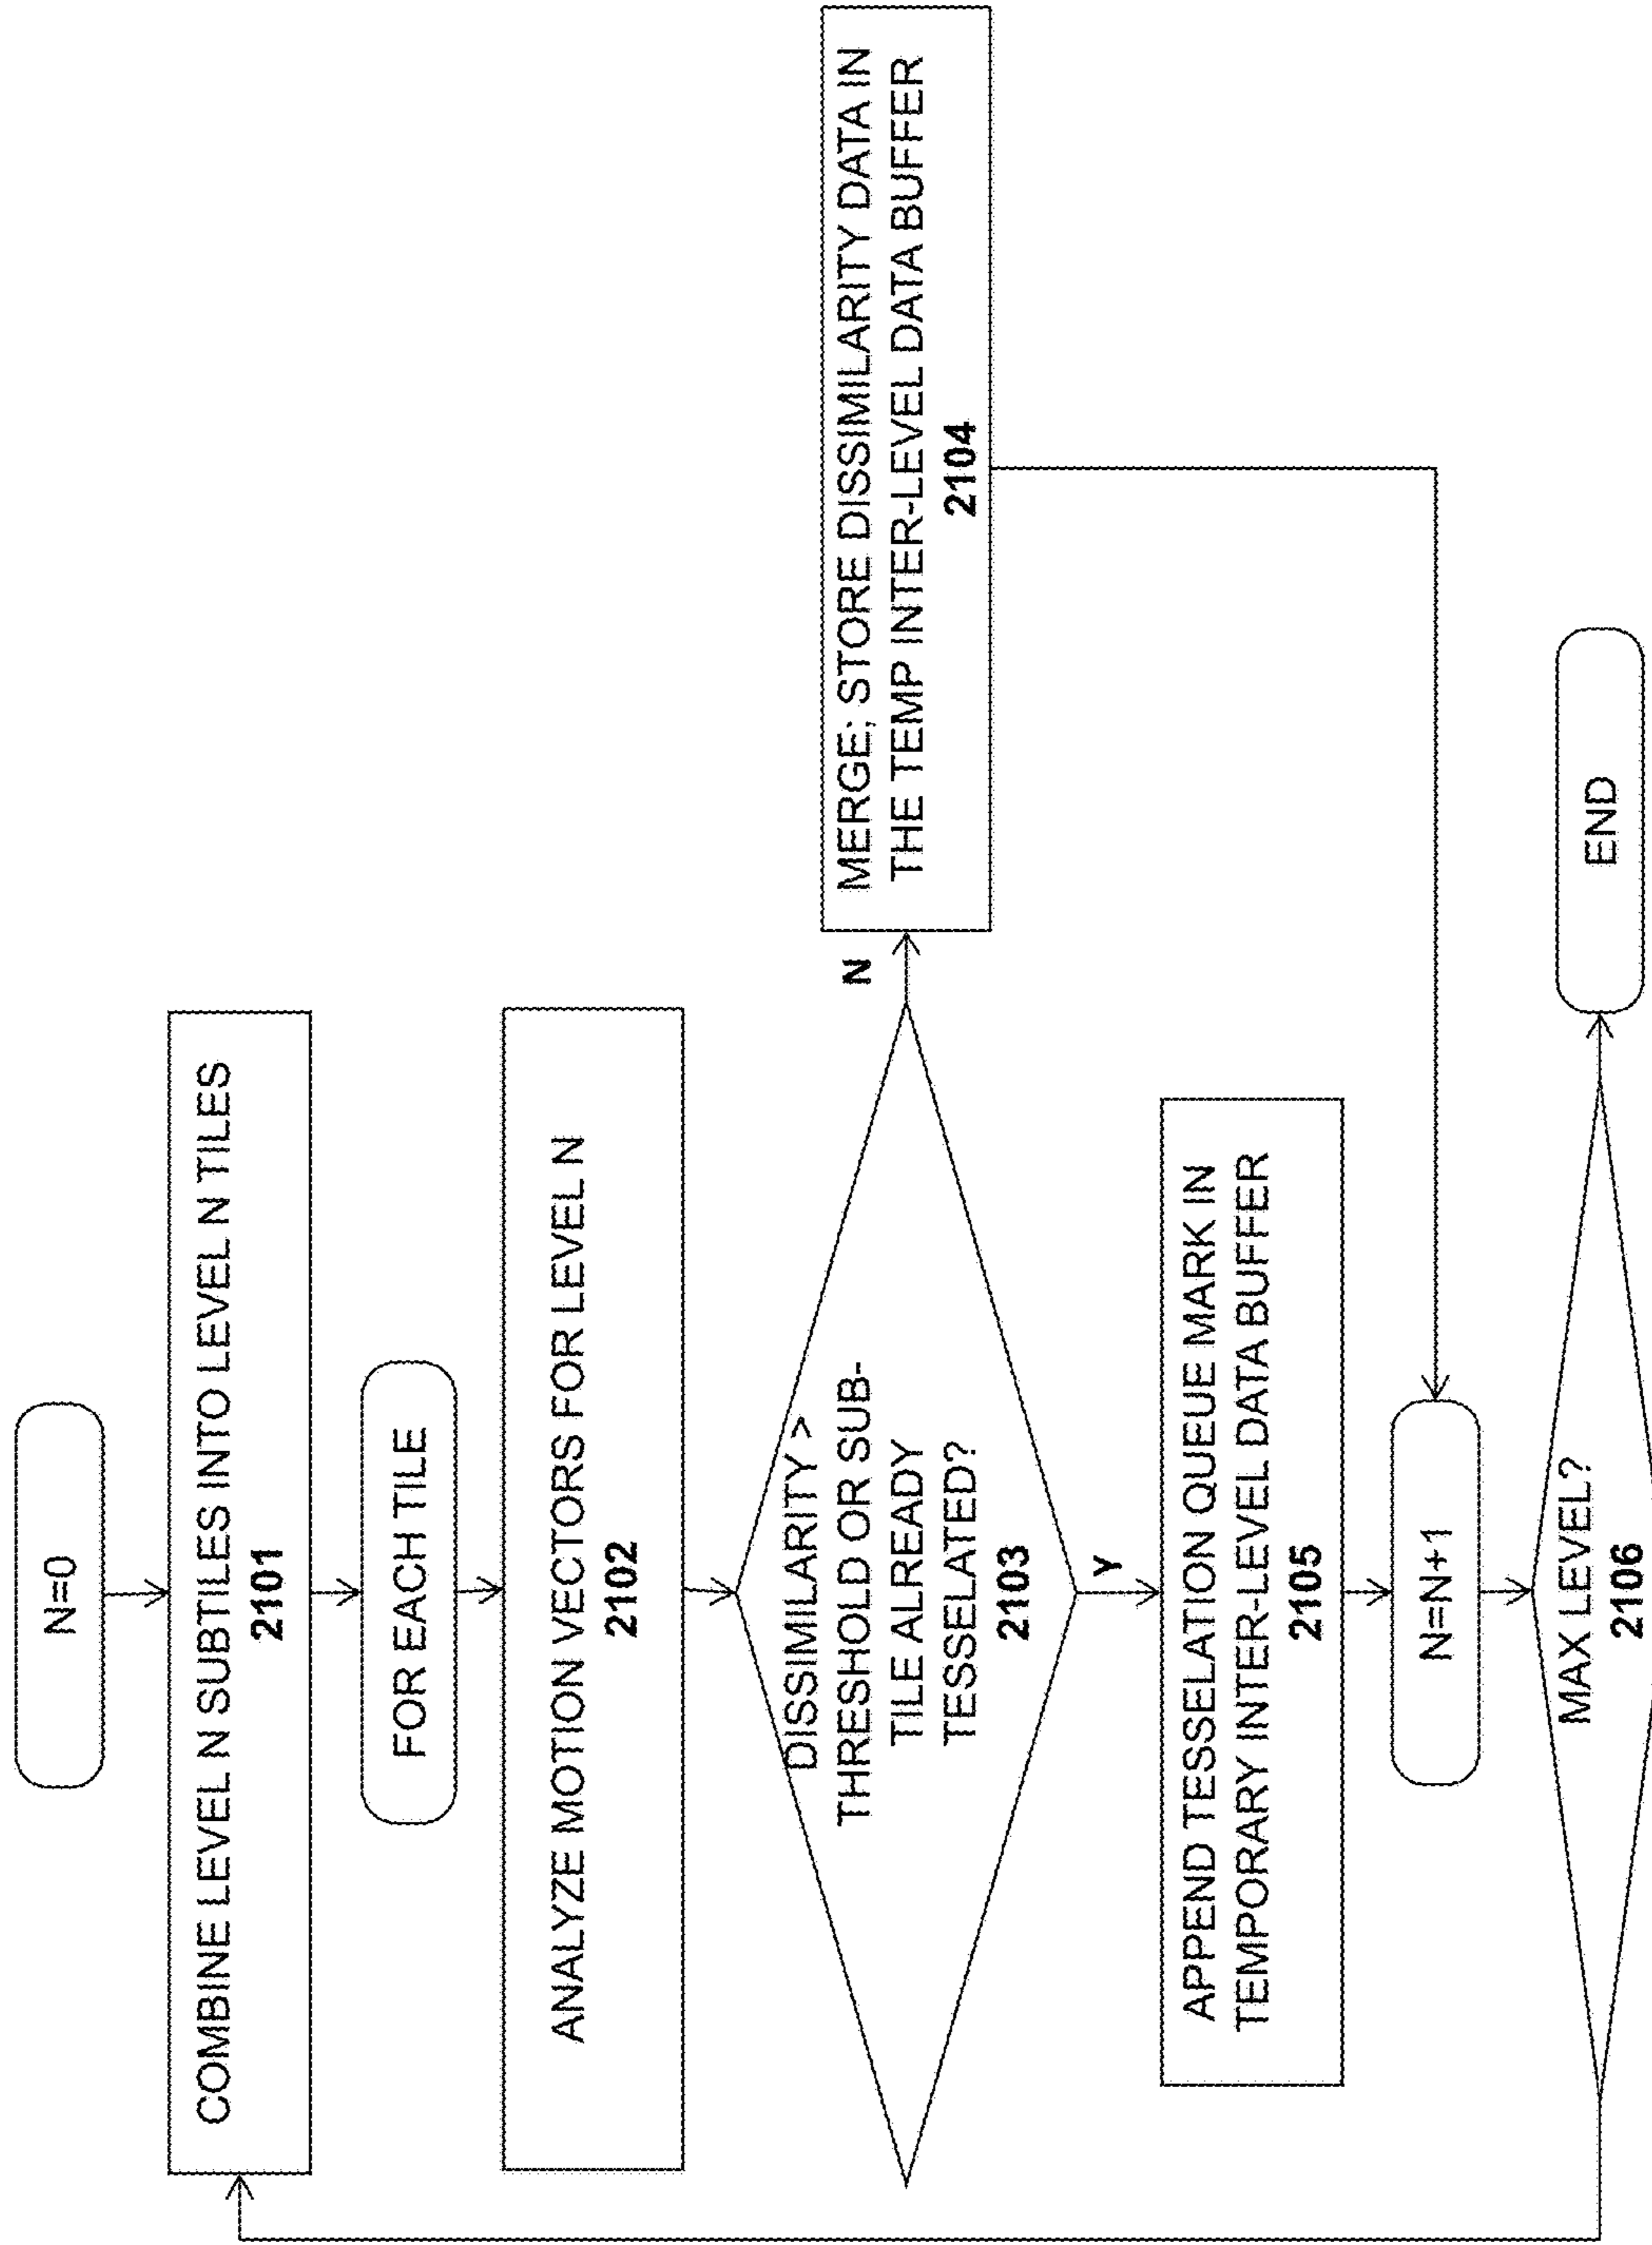 N=0
COMBINE LEVEL N SUBTILES INTO LEVEL N TILES
2101
FOR EACH TILE
ANALYZE MOTION VECTORS FOR LEVEL N
2102
DISSIMILARITY >
THRESHOLD OR SUB-
TILE ALREADY
TESSELATED?
2103
N
MERGE; STORE DISSIMILARITY DATA IN
THE TEMP INTER-LEVEL DATA BUFFER
2104
Y
APPEND TESSELATION QUEUE MARK IN
TEMPORARY INTER-LEVEL DATA BUFFER
2105
N=N+1
MAX LEVEL?
2106
END